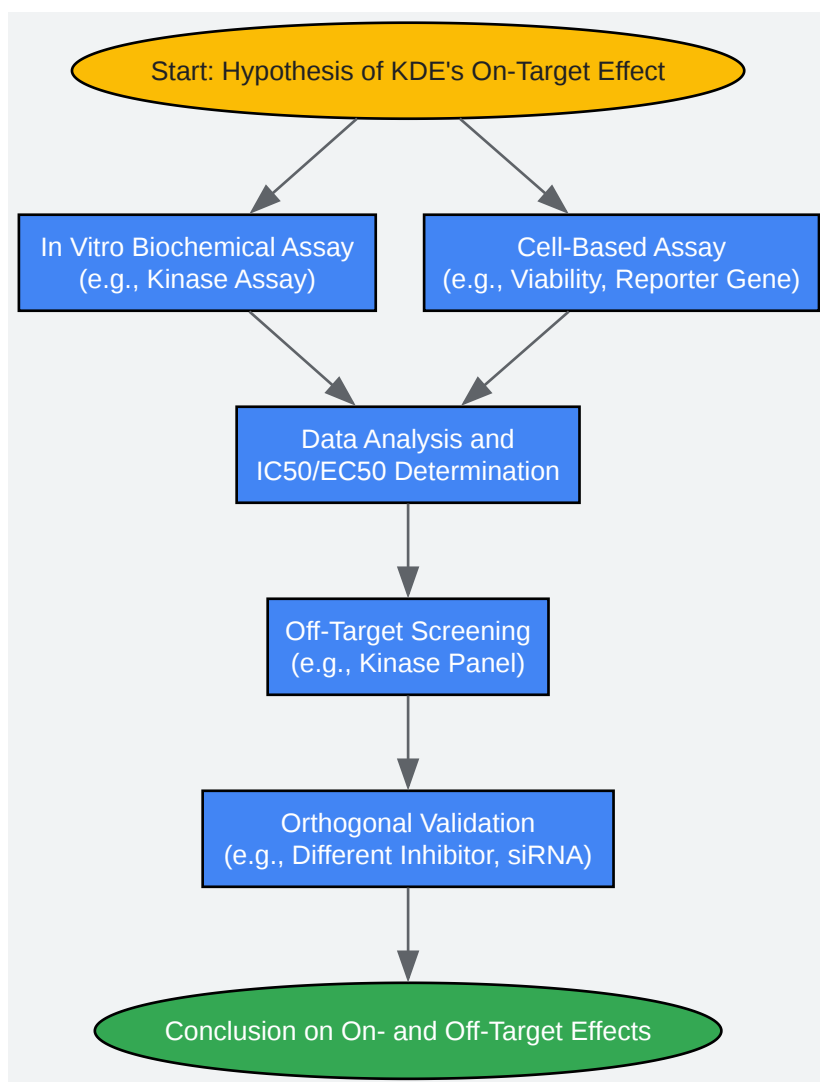 Start: Hypothesis of KDE's On-Target Effect
In Vitro Biochemical Assay
(e.g., Kinase Assay)
Cell-Based Assay
(e.g., Viability, Reporter Gene)
Data Analysis and
IC50/EC50 Determination
Off-Target Screening
(e.g., Kinase Panel)
Orthogonal Validation
(e.g., Different Inhibitor, siRNA)
Conclusion on On- and Off-Target Effects